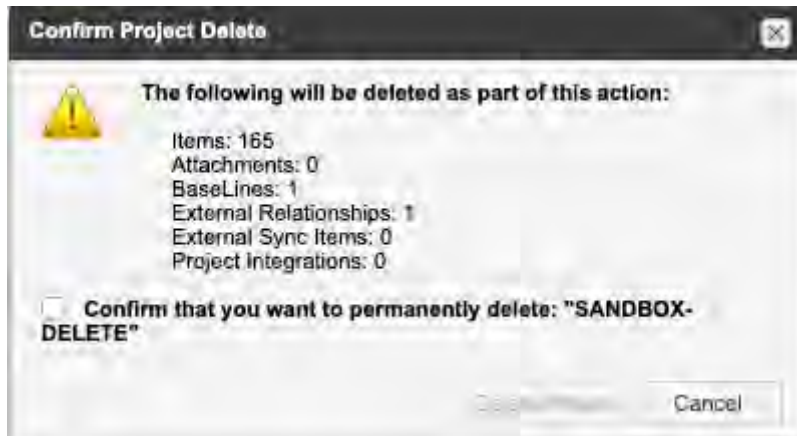 Confirm Project Delete
The following will be deleted as part of this action:
Items: 165
Attachments: 0
BaseLines: 1
External Relationships: 1
External Sync Items: 0
Project Integrations: 0
Confirm that you want to permanently delete: "SANDBOX-
DELETE"
Cancel